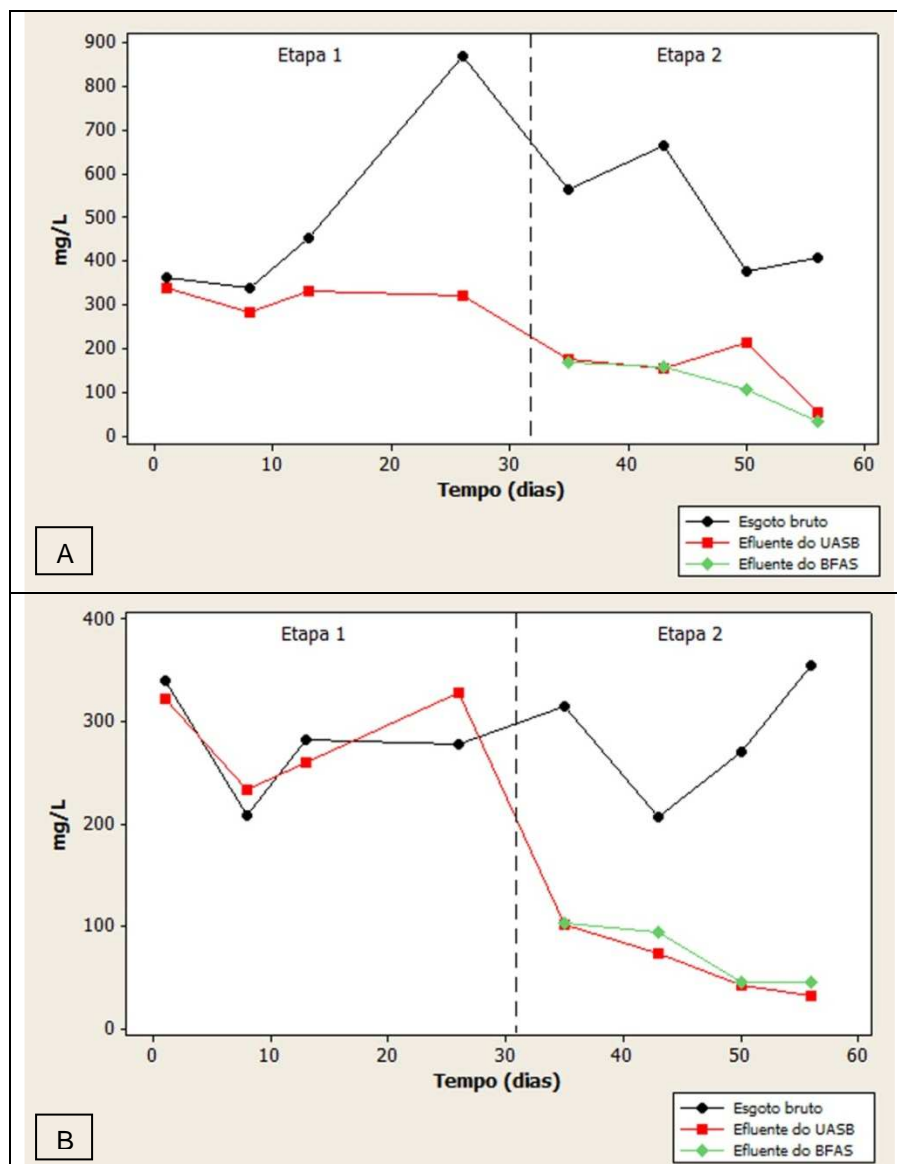 Etapa 1 Etapa 2
900
800
700
600
500
400
300
200
100
0
mg/L
0 10 20 30 40 50 60
Tempo (dias)
A
Esgoto bruto
Efluente do UASB
Efluente do BFAS
Etapa 1 Etapa 2
400
300
200
100
0
mg/L
0 10 20 30 40 50 60
Tempo (dias)
B
Esgoto bruto
Efluente do UASB
Efluente do BFAS